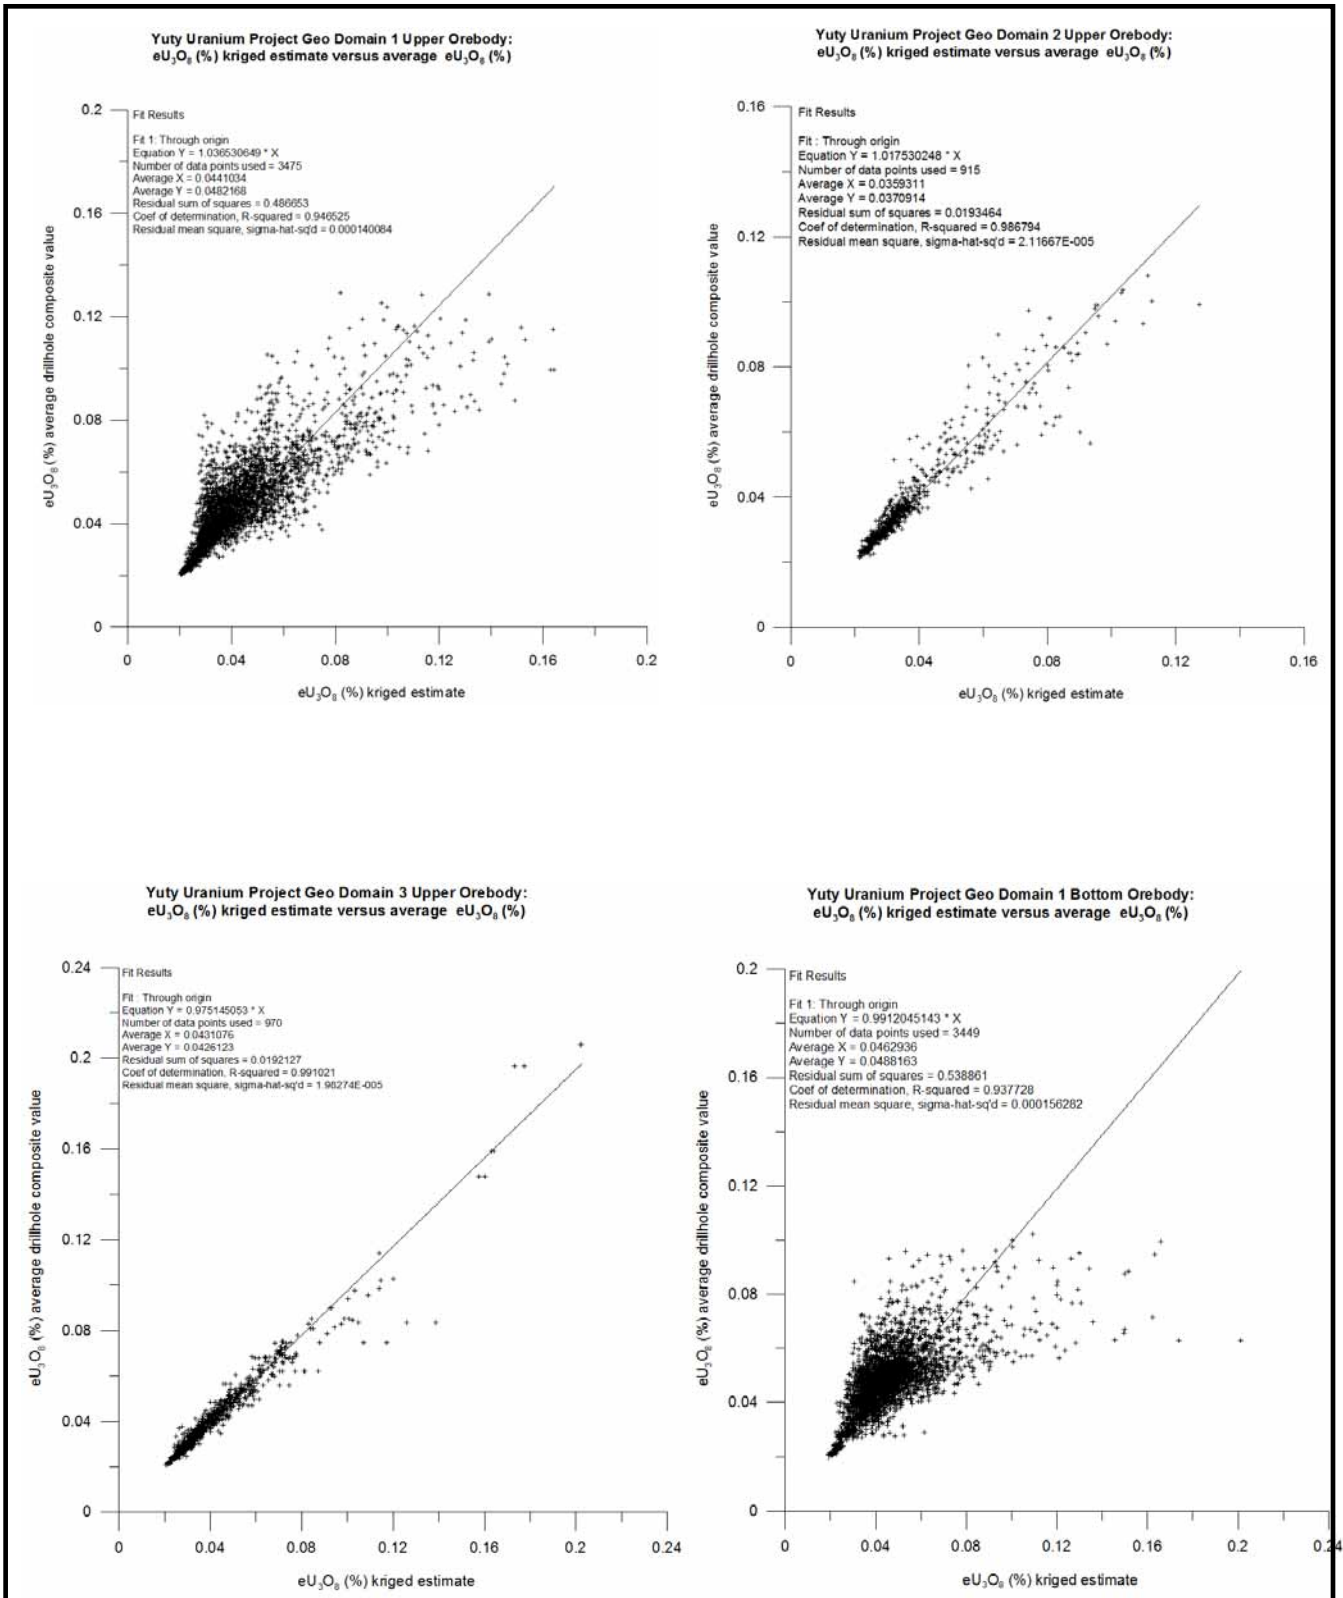 Yuty Uranium Project Geo Domain 1 Upper Orebody:
eU₃O₈ (%) kriged estimate versus average eU₃O₈ (%)
0.2
0.16
0.12
0.08
0.04
0
Fit Results
Fit 1: Through origin
Equation Y = 1.036530649 * X
Number of data points used = 3475
Average X = 0.0441034
Average Y = 0.0482168
Residual sum of squares = 0.486653
Coef of determination, R-squared = 0.946525
Residual mean square, sigma-hat-sq'd = 0.000140084
eU₃O₈ (%) average drillhole composite value
0 0.04 0.08 0.12 0.16 0.2
eU₃O₈ (%) kriged estimate
Yuty Uranium Project Geo Domain 2 Upper Orebody:
eU₃O₈ (%) kriged estimate versus average eU₃O₈ (%)
0.16
0.12
0.08
0.04
0
Fit Results
Fit : Through origin
Equation Y = 1.017530248 * X
Number of data points used = 915
Average X = 0.0359311
Average Y = 0.0370914
Residual sum of squares = 0.0193464
Coef of determination, R-squared = 0.986794
Residual mean square, sigma-hat-sq'd = 2.11667E-005
eU₃O₈ (%) average drillhole composite value
0 0.04 0.08 0.12 0.16
eU₃O₈ (%) kriged estimate
Yuty Uranium Project Geo Domain 3 Upper Orebody:
eU₃O₈ (%) kriged estimate versus average eU₃O₈ (%)
0.24
0.2
0.16
0.12
0.08
0.04
0
Fit Results
Fit : Through origin
Equation Y = 0.975145053 * X
Number of data points used = 970
Average X = 0.0431076
Average Y = 0.0426123
Residual sum of squares = 0.0192127
Coef of determination, R-squared = 0.991021
Residual mean square, sigma-hat-sq'd = 1.98274E-005
eU₃O₈ (%) average drillhole composite value
0 0.04 0.08 0.12 0.16 0.2 0.24
eU₃O₈ (%) kriged estimate
Yuty Uranium Project Geo Domain 1 Bottom Orebody:
eU₃O₈ (%) kriged estimate versus average eU₃O₈ (%)
0.2
0.16
0.12
0.08
0.04
0
Fit Results
Fit 1: Through origin
Equation Y = 0.9912045143 * X
Number of data points used = 3449
Average X = 0.0462936
Average Y = 0.0488163
Residual sum of squares = 0.538861
Coef of determination, R-squared = 0.937728
Residual mean square, sigma-hat-sq'd = 0.000156282
eU₃O₈ (%) average drillhole composite value
0 0.04 0.08 0.12 0.16 0.2 0.24
eU₃O₈ (%) kriged estimate